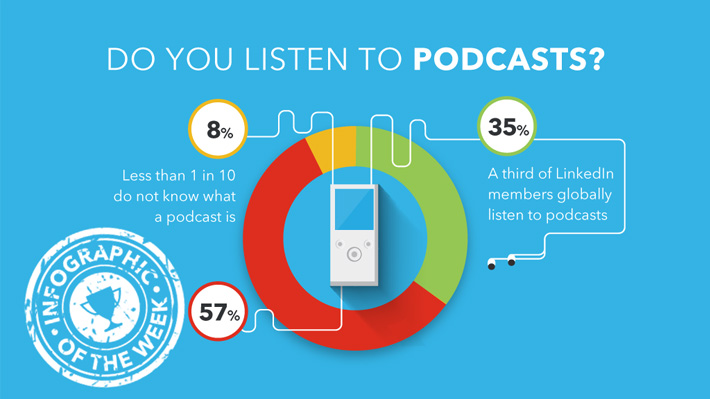 DO YOU LISTEN TO PODCASTS?
8%
Less than 1 in 10
do not know what
a podcast is
35%
A third of LinkedIn
members globally
listen to podcasts
57%
INFOGRAPHIC
OF THE WEEK